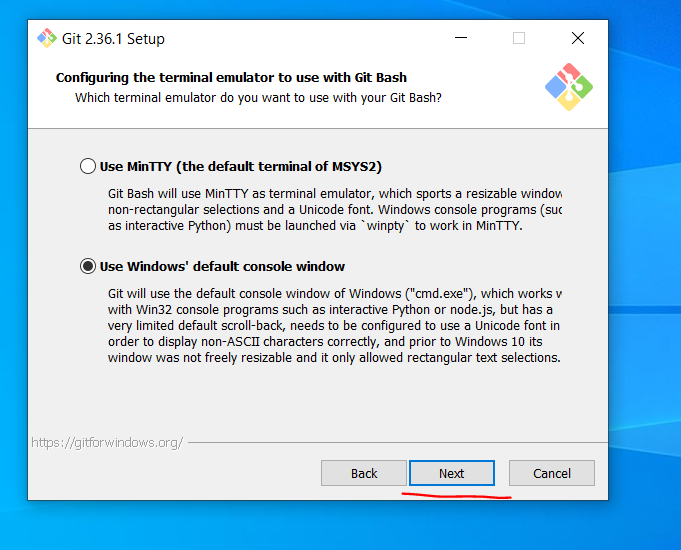 Git 2.36.1 Setup
Configuring the terminal emulator to use with Git Bash
Which terminal emulator do you want to use with your Git Bash?
Use MinTTY (the default terminal of MSYS2)
Git Bash will use MinTTY as terminal emulator, which sports a resizable window
non-rectangular selections and a Unicode font. Windows console programs (suc
as interactive Python) must be launched via `winpty` to work in MinTTY.
Use Windows' default console window
Git will use the default console window of Windows ("cmd.exe"), which works w
with Win32 console programs such as interactive Python or node.js, but has a
very limited default scroll-back, needs to be configured to use a Unicode font in
order to display non-ASCII characters correctly, and prior to Windows 10 its
window was not freely resizable and it only allowed rectangular text selections.
https://gitforwindows.org/
Back Next Cancel